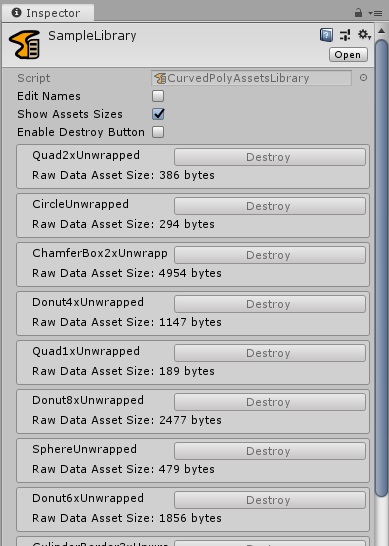 Inspector
SampleLibrary
Open
Script CurvedPolyAssetsLibrary
Edit Names
Show Assets Sizes
Enable Destroy Button
Quad2xUnwrapped Destroy
Raw Data Asset Size: 386 bytes
CircleUnwrapped Destroy
Raw Data Asset Size: 294 bytes
ChamferBox2xUnwrapp Destroy
Raw Data Asset Size: 4954 bytes
Donut4xUnwrapped Destroy
Raw Data Asset Size: 1147 bytes
Quad1xUnwrapped Destroy
Raw Data Asset Size: 189 bytes
Donut8xUnwrapped Destroy
Raw Data Asset Size: 2477 bytes
SphereUnwrapped Destroy
Raw Data Asset Size: 479 bytes
Donut6xUnwrapped Destroy
Raw Data Asset Size: 1856 bytes